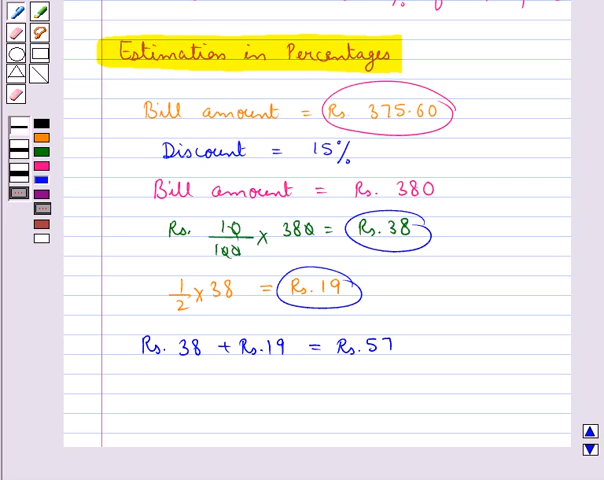 Estimation in Percentages
Bill amount = Rs. 375.60
Discount = 15%
Bill amount = Rs. 380
Rs. 10/100 × 380 = Rs. 38
1/2 × 38 = Rs. 19
Rs. 38 + Rs. 19 = Rs. 57